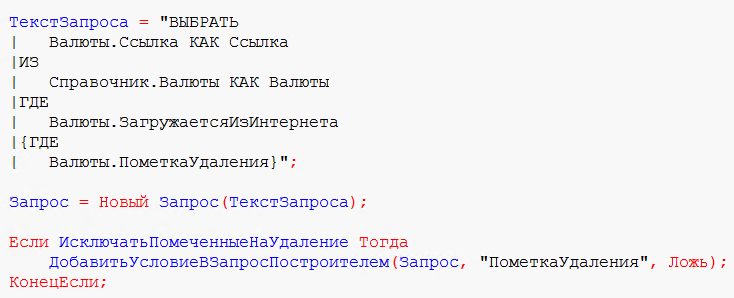 ТекстЗапроса = "ВЫБРАТЬ
|   Валюты.Ссылка КАК Ссылка
|ИЗ
|   Справочник.Валюты КАК Валюты
|ГДЕ
|   Валюты.ЗагружаетсяИзИнтернета
|{ГДЕ
|   Валюты.ПометкаУдаления}";
Запрос = Новый Запрос(ТекстЗапроса);
Если ИсключатьПомеченныеНаУдаление Тогда
    ДобавитьУсловиеВЗапросПостроителем(Запрос, "ПометкаУдаления", Ложь);
КонецЕсли;